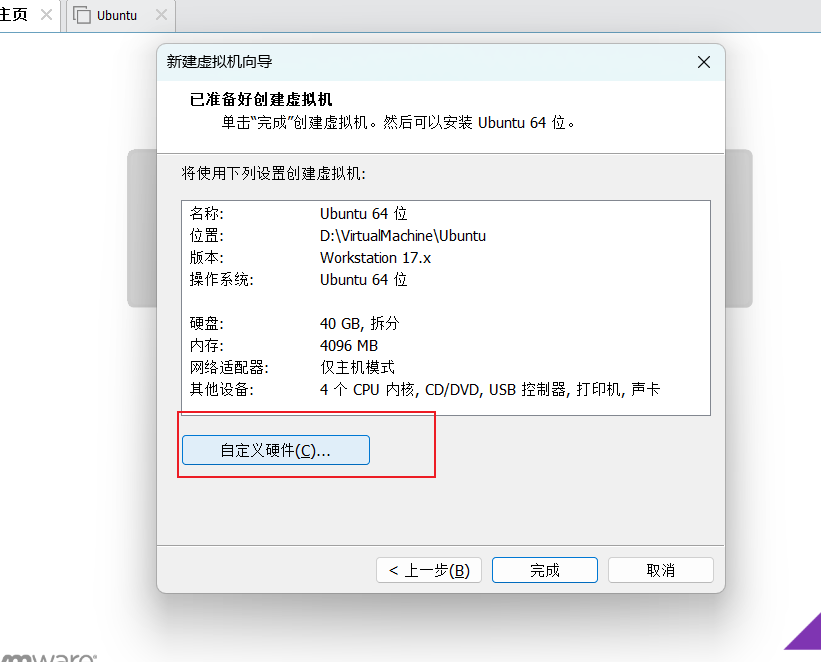 主页
Ubuntu
新建虚拟机向导
已准备好创建虚拟机
单击“完成”创建虚拟机。然后可以安装 Ubuntu 64 位。
将使用下列设置创建虚拟机:
名称: Ubuntu 64 位
位置: D:\VirtualMachine\Ubuntu
版本: Workstation 17.x
操作系统: Ubuntu 64 位
硬盘: 40 GB, 拆分
内存: 4096 MB
网络适配器: 仅主机模式
其他设备: 4 个 CPU 内核, CD/DVD, USB 控制器, 打印机, 声卡
自定义硬件(C)...
< 上一步(B)
完成
取消